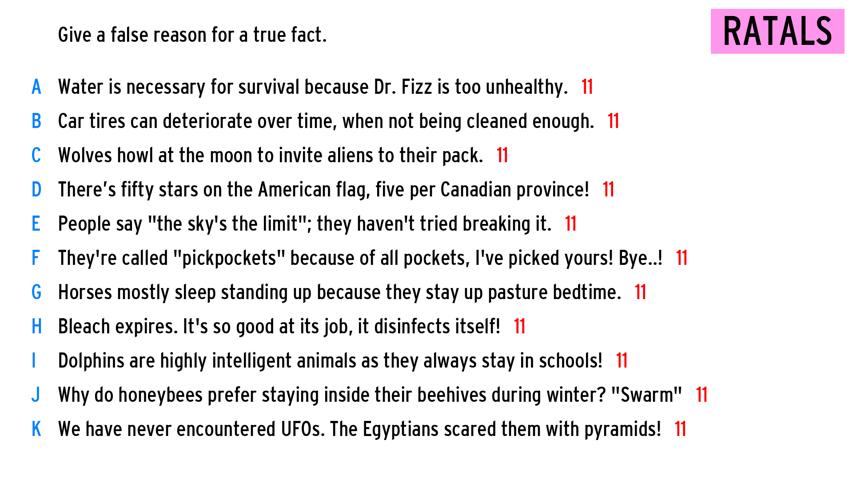 Give a false reason for a true fact.
RATALS
A Water is necessary for survival because Dr. Fizz is too unhealthy. 11
B Car tires can deteriorate over time, when not being cleaned enough. 11
C Wolves howl at the moon to invite aliens to their pack. 11
D There's fifty stars on the American flag, five per Canadian province! 11
E People say "the sky's the limit"; they haven't tried breaking it. 11
F They're called "pickpockets" because of all pockets, I've picked yours! Bye..! 11
G Horses mostly sleep standing up because they stay up pasture bedtime. 11
H Bleach expires. It's so good at its job, it disinfects itself! 11
I Dolphins are highly intelligent animals as they always stay in schools! 11
J Why do honeybees prefer staying inside their beehives during winter? "Swarm" 11
K We have never encountered UFOs. The Egyptians scared them with pyramids! 11